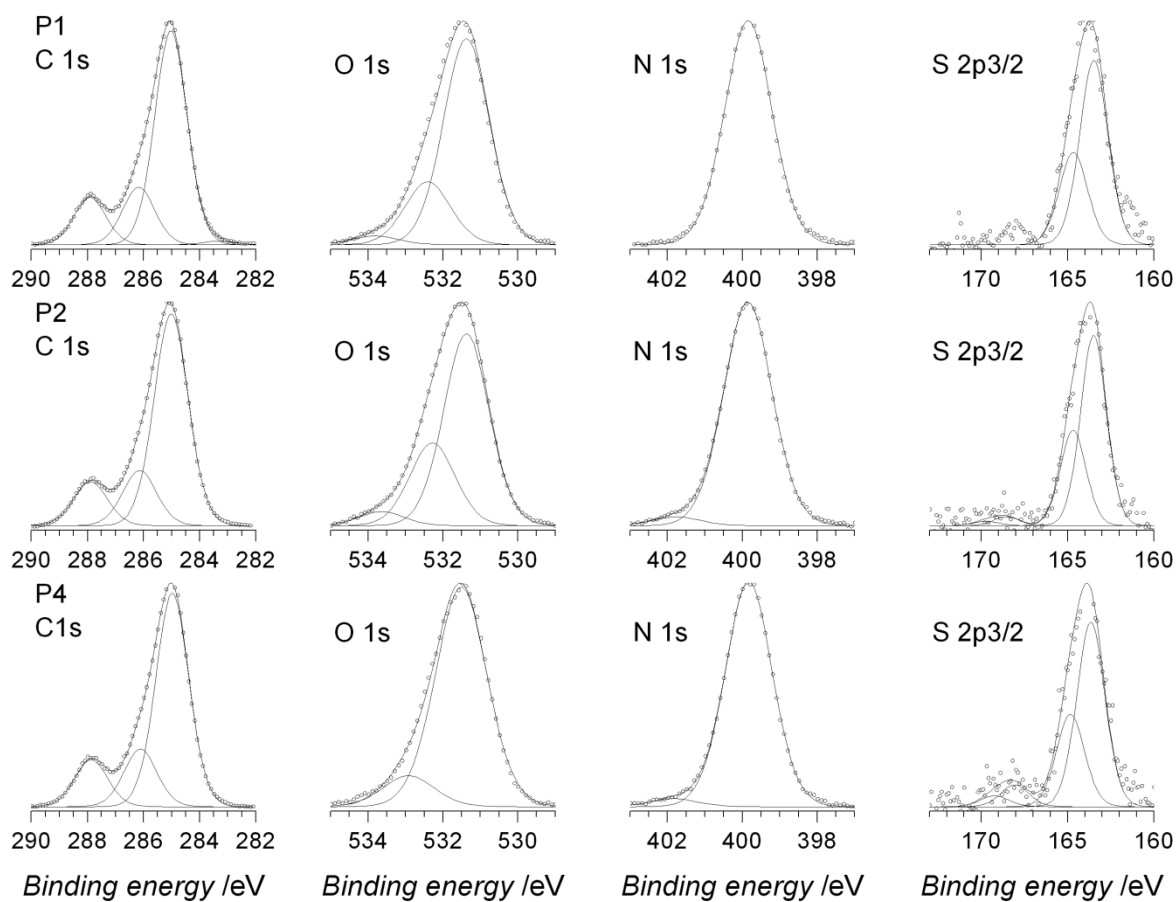 P1
C 1s
O 1s
N 1s
S 2p3/2
290 288 286 284 282
534 532 530
402 400 398
170 165 160
P2
C 1s
O 1s
N 1s
S 2p3/2
290 288 286 284 282
534 532 530
402 400 398
170 165 160
P4
C1s
O 1s
N 1s
S 2p3/2
290 288 286 284 282
534 532 530
402 400 398
170 165 160
Binding energy /eV
Binding energy /eV
Binding energy /eV
Binding energy /eV